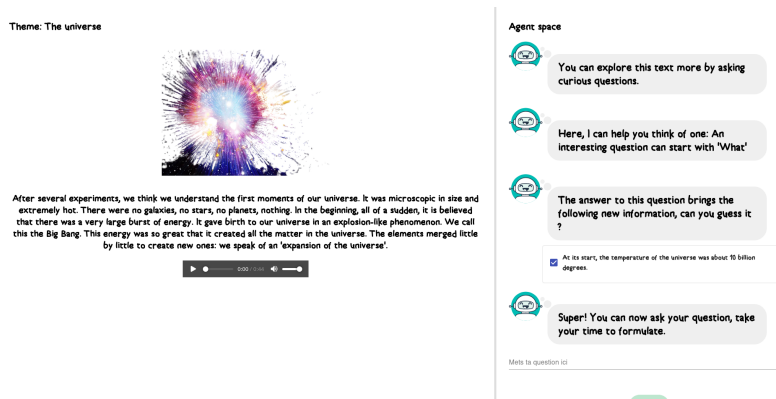 Theme: The universe
After several experiments, we think we understand the first moments of our universe. It was microscopic in size and
extremely hot. There were no galaxies, no stars, no planets, nothing. In the beginning, all of a sudden, it is believed
that there was a very large burst of energy. It gave birth to our universe in an explosion-like phenomenon. We call
this the Big Bang. This energy was so great that it created all the matter in the universe. The elements merged little
by little to create new ones: we speak of an 'expansion of the universe'.
0:00 / 0:46
Agent space
You can explore this text more by asking
curious questions.
Here, I can help you think of one: An
interesting question can start with 'What'
The answer to this question brings the
following new information, can you guess it
?
At its start, the temperature of the universe was about 10 billion
degrees.
Super! You can now ask your question, take
your time to formulate.
Mets ta question ici